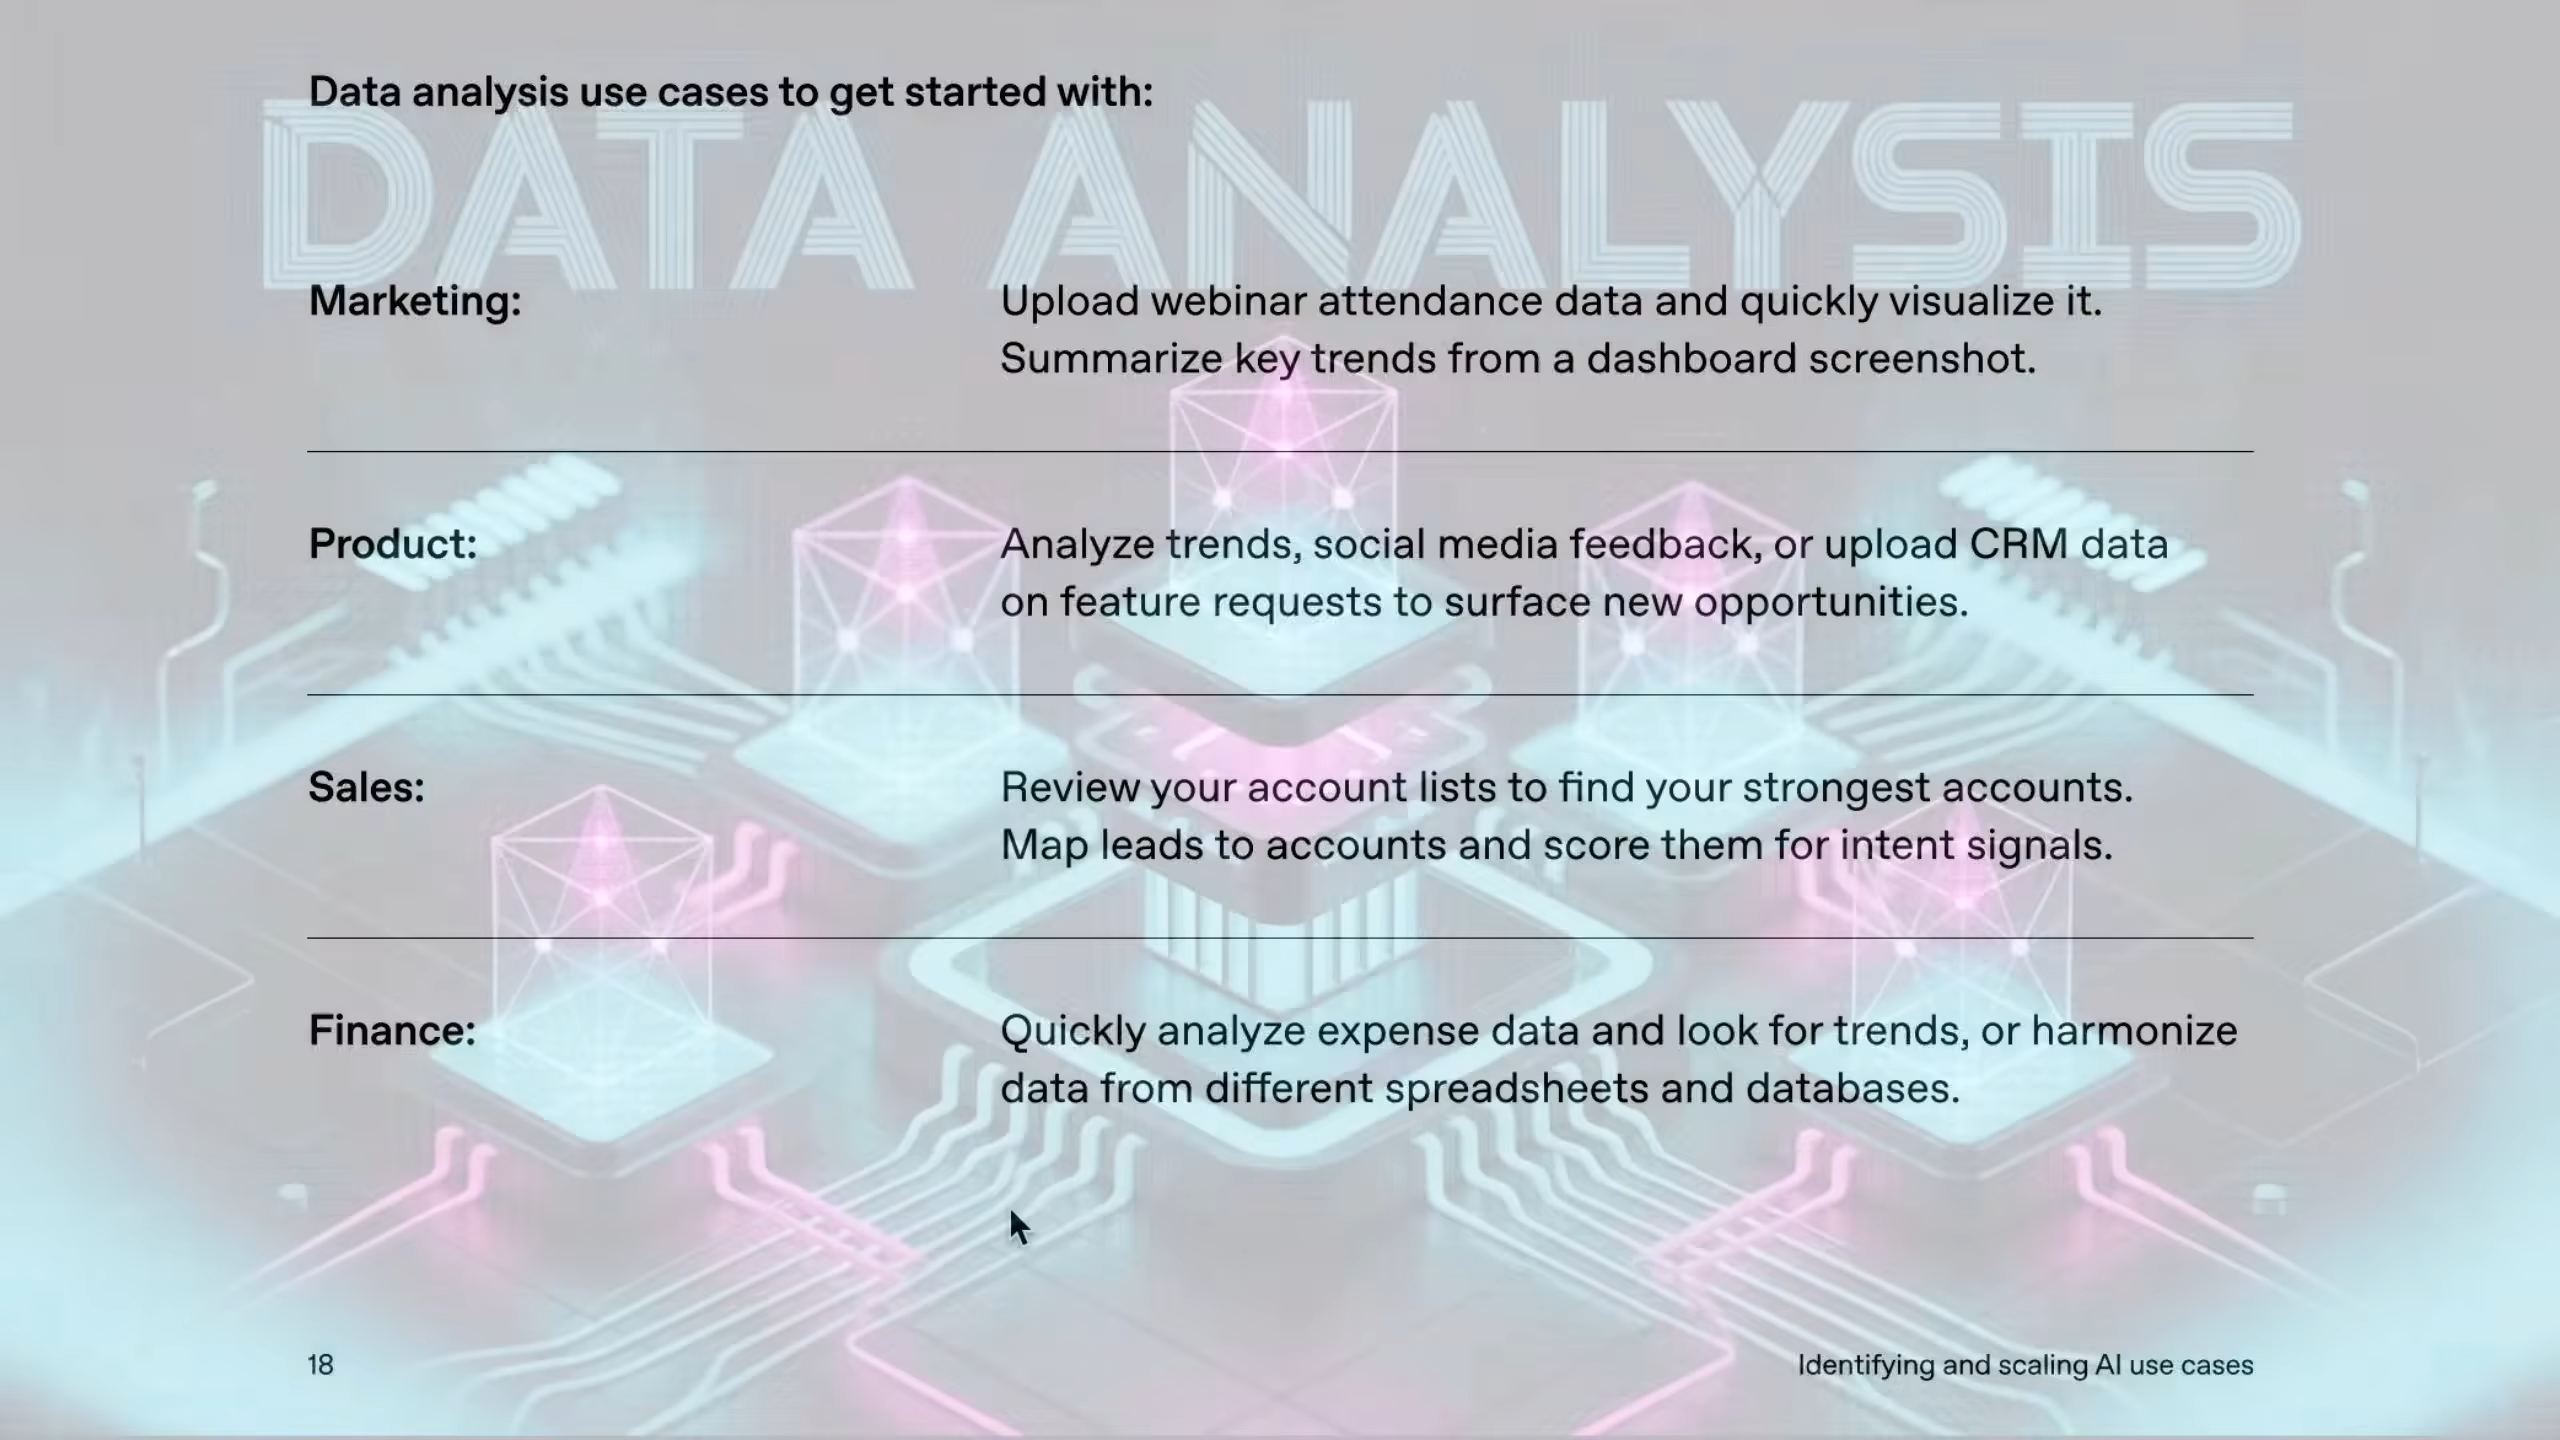 Data analysis use cases to get started with:
DATA ANALYSIS
Marketing:
Upload webinar attendance data and quickly visualize it.
Summarize key trends from a dashboard screenshot.
Product:
Analyze trends, social media feedback, or upload CRM data
on feature requests to surface new opportunities.
Sales:
Review your account lists to find your strongest accounts.
Map leads to accounts and score them for intent signals.
Finance:
Quickly analyze expense data and look for trends, or harmonize
data from different spreadsheets and databases.
18
Identifying and scaling AI use cases